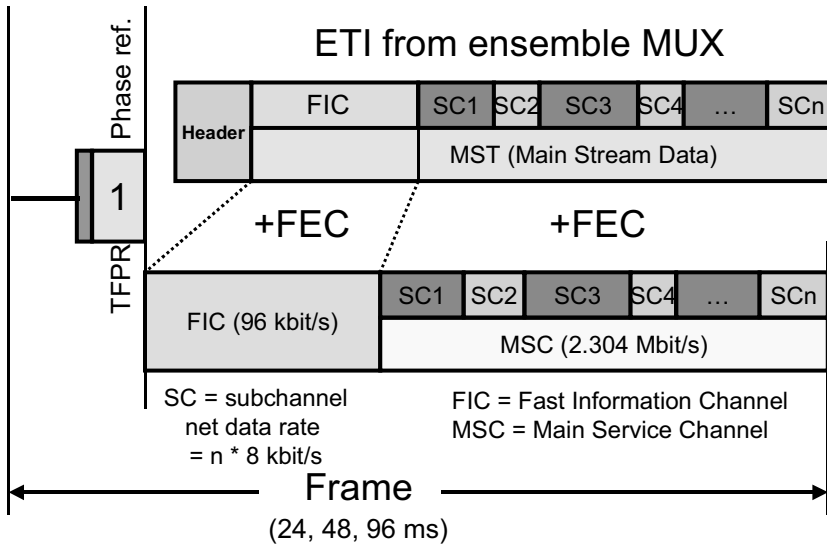 Phase ref.
ETI from ensemble MUX
Header
FIC
SC1
SC2
SC3
SC4
...
SCn
MST (Main Stream Data)
1
+FEC
+FEC
TFPR
FIC (96 kbit/s)
SC1
SC2
SC3
SC4
...
SCn
MSC (2.304 Mbit/s)
SC = subchannel
net data rate
= n * 8 kbit/s
FIC = Fast Information Channel
MSC = Main Service Channel
Frame
(24, 48, 96 ms)